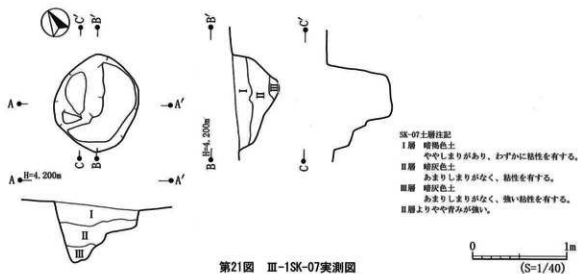 C' B'
A A'
C B
H=4.200m
A A'
I
II
III
B'
I II III
H=4.200m
B
C'
C
SK-07土層注記
I層 暗褐色土
ややしまりがあり、わずかに粘性を有する。
II層 暗灰色土
あまりしまりがなく、粘性を有する。
III層 暗灰色土
あまりしまりがなく、強い粘性を有する。
II層よりやや青みが強い。
0 1m
(S=1/40)
第21図 III-1SK-07実測図